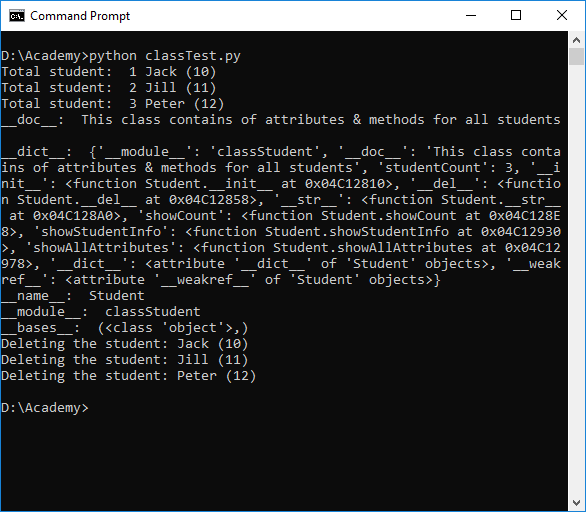 Command Prompt
D:\Academy>python classTest.py
Total student:  1 Jack (10)
Total student:  2 Jill (11)
Total student:  3 Peter (12)
__doc__:  This class contains of attributes & methods for all students
__dict__:  {'__module__': 'classStudent', '__doc__': 'This class conta
ins of attributes & methods for all students', 'studentCount': 3, '__i
nit__': <function Student.__init__ at 0x04C12810>, '__del__': <functio
n Student.__del__ at 0x04C12858>, '__str__': <function Student.__str__
 at 0x04C128A0>, 'showCount': <function Student.showCount at 0x04C128E
8>, 'showStudentInfo': <function Student.showStudentInfo at 0x04C12930
>, 'showAllAttributes': <function Student.showAllAttributes at 0x04C12
978>, '__dict__': <attribute '__dict__' of 'Student' objects>, '__weak
ref__': <attribute '__weakref__' of 'Student' objects>}
__name__:  Student
__module__:  classStudent
__bases__:  (<class 'object'>,)
Deleting the student: Jack (10)
Deleting the student: Jill (11)
Deleting the student: Peter (12)
D:\Academy>